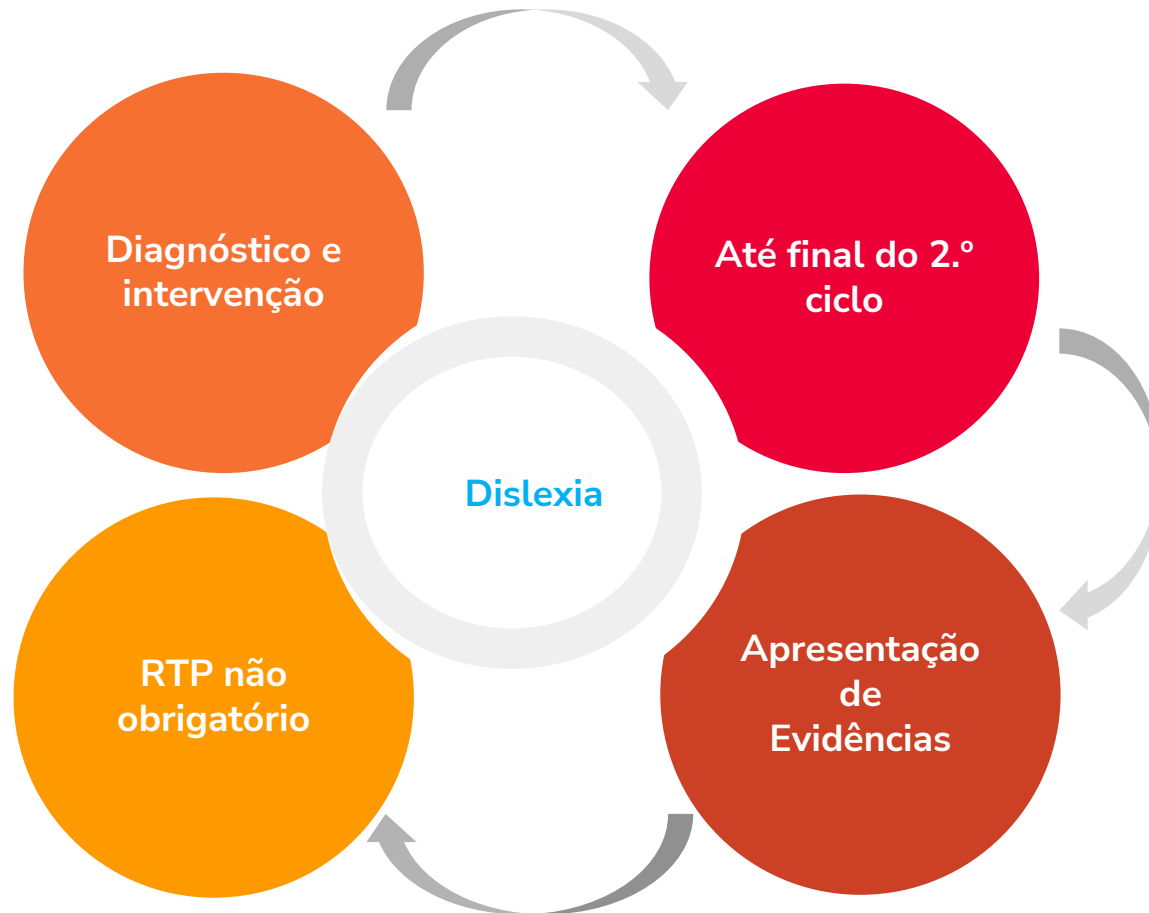 Diagnóstico e
intervenção
Até final do 2.º
ciclo
Dislexia
Apresentação
de
Evidências
RTP não
obrigatório